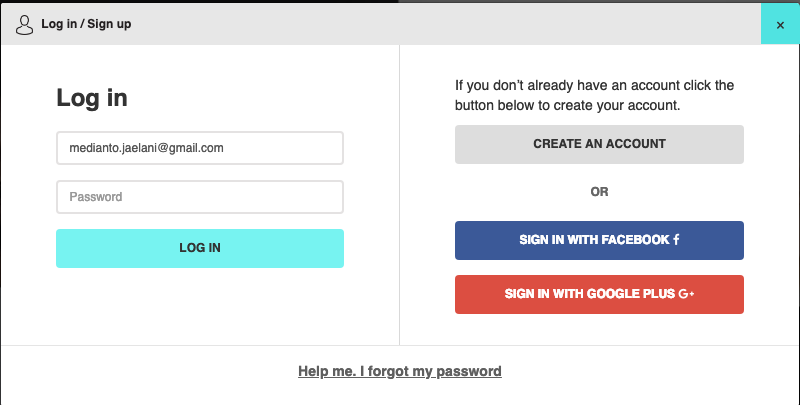 Log in / Sign up
×
Log in
medianto.jaelani@gmail.com
Password
LOG IN
If you don’t already have an account click the
button below to create your account.
CREATE AN ACCOUNT
OR
SIGN IN WITH FACEBOOK f
SIGN IN WITH GOOGLE PLUS G+
Help me. I forgot my password